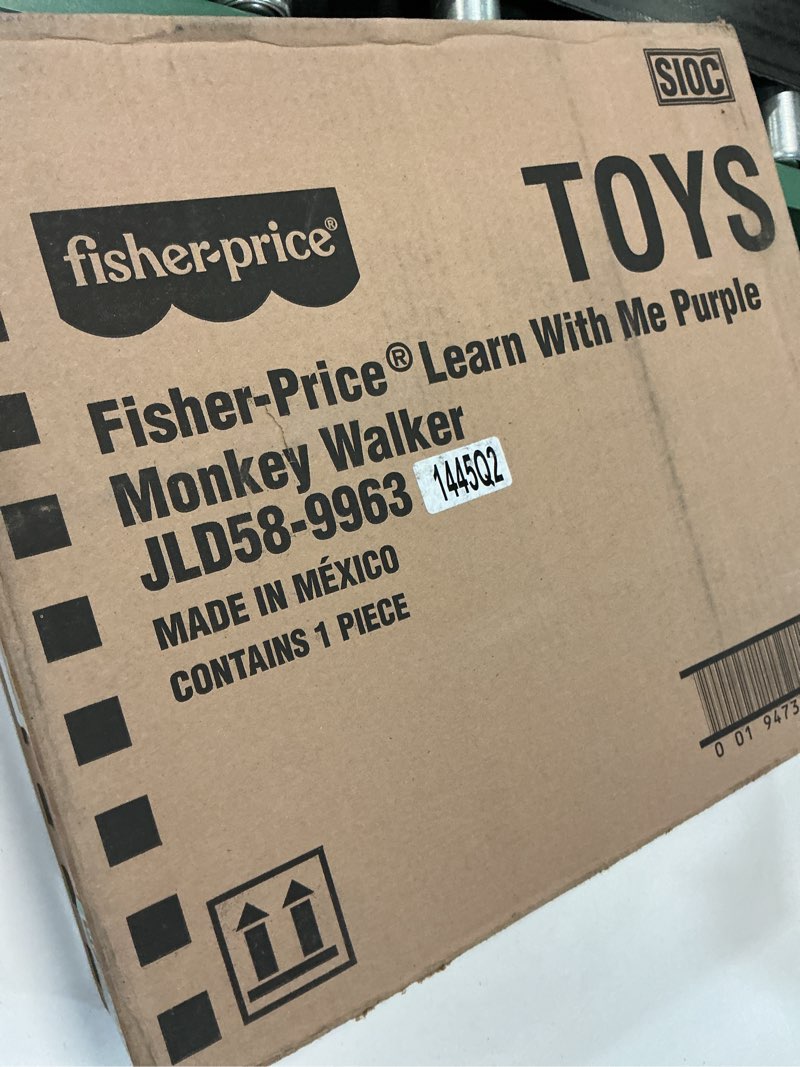 SIOC
TOYS
fisher-price®
Fisher-Price® Learn With Me Purple
Monkey Walker
JLD58-9963 1445Q2
MADE IN MÉXICO
CONTAINS 1 PIECE
0 01 9473